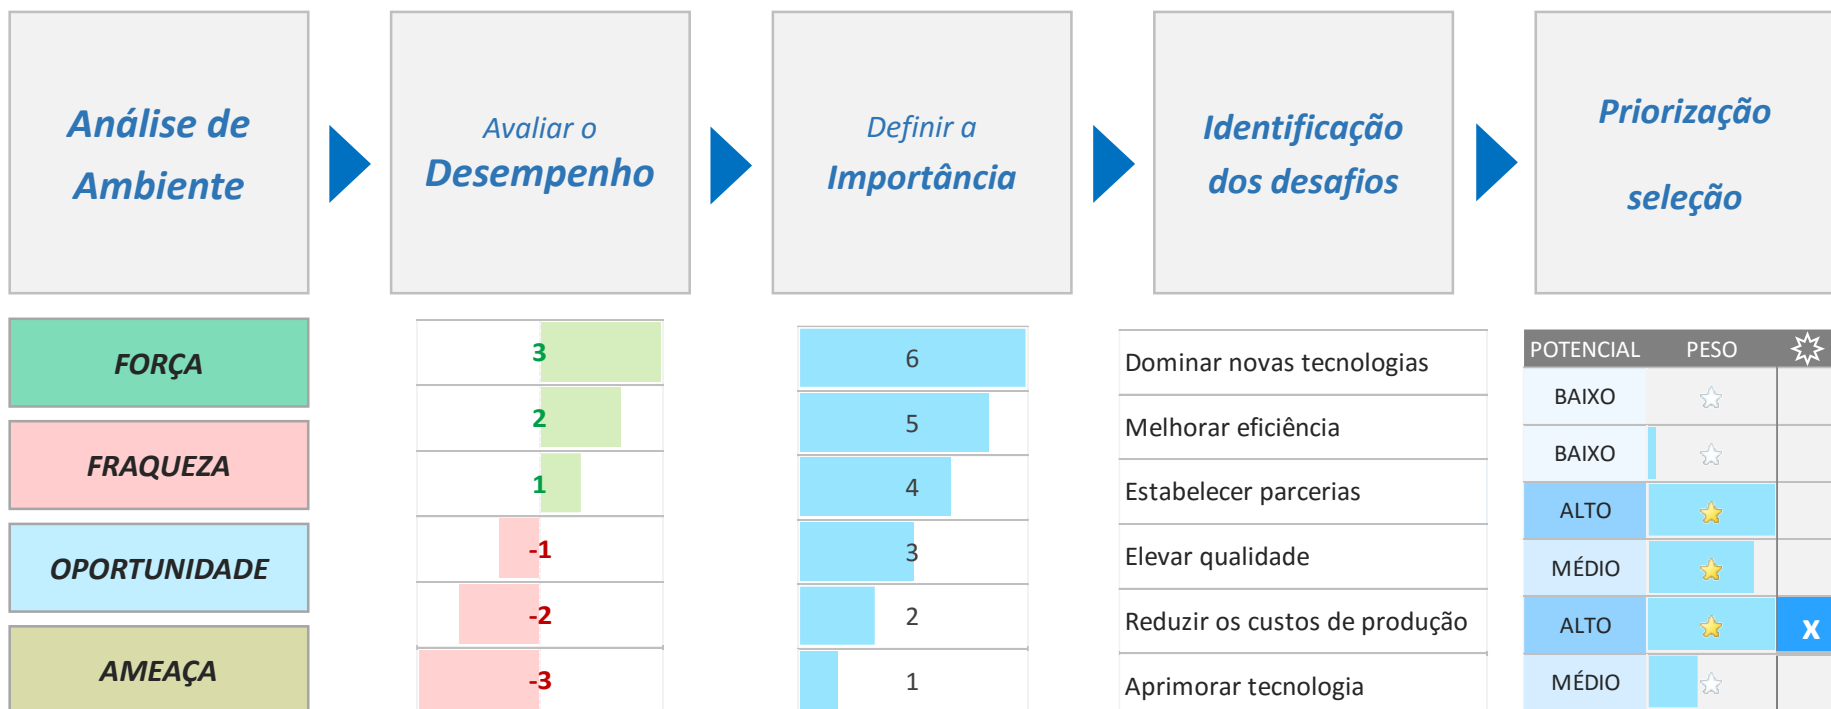 Análise de
Ambiente
Avaliar o
Desempenho
Definir a
Importância
Identificação
dos desafios
Priorização
seleção
FORÇA
FRAQUEZA
OPORTUNIDADE
AMEAÇA
3
2
1
-1
-2
-3
6
5
4
3
2
1
Dominar novas tecnologias
Melhorar eficiência
Estabelecer parcerias
Elevar qualidade
Reduzir os custos de produção
Aprimorar tecnologia
POTENCIAL PESO
BAIXO
BAIXO
ALTO
MÉDIO
ALTO X
MÉDIO